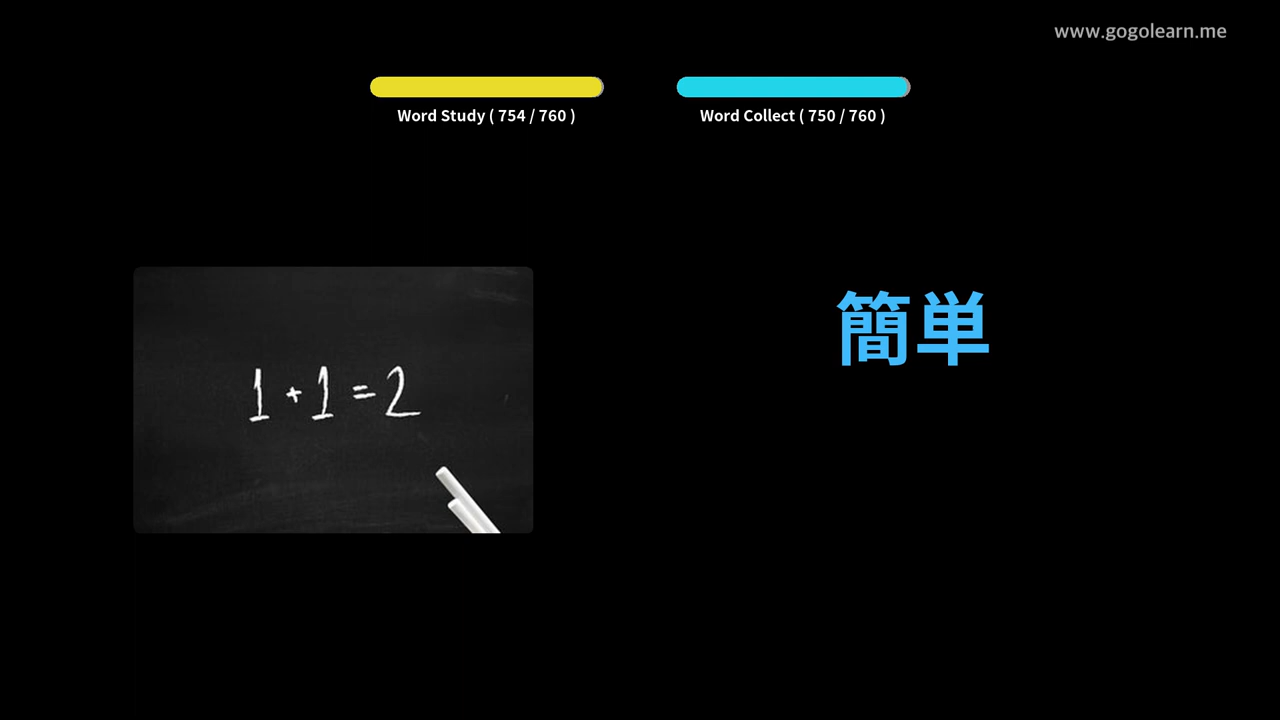 www.gogolearn.me
Word Study ( 754 / 760 )
Word Collect ( 750 / 760 )
簡単
1 + 1 = 2